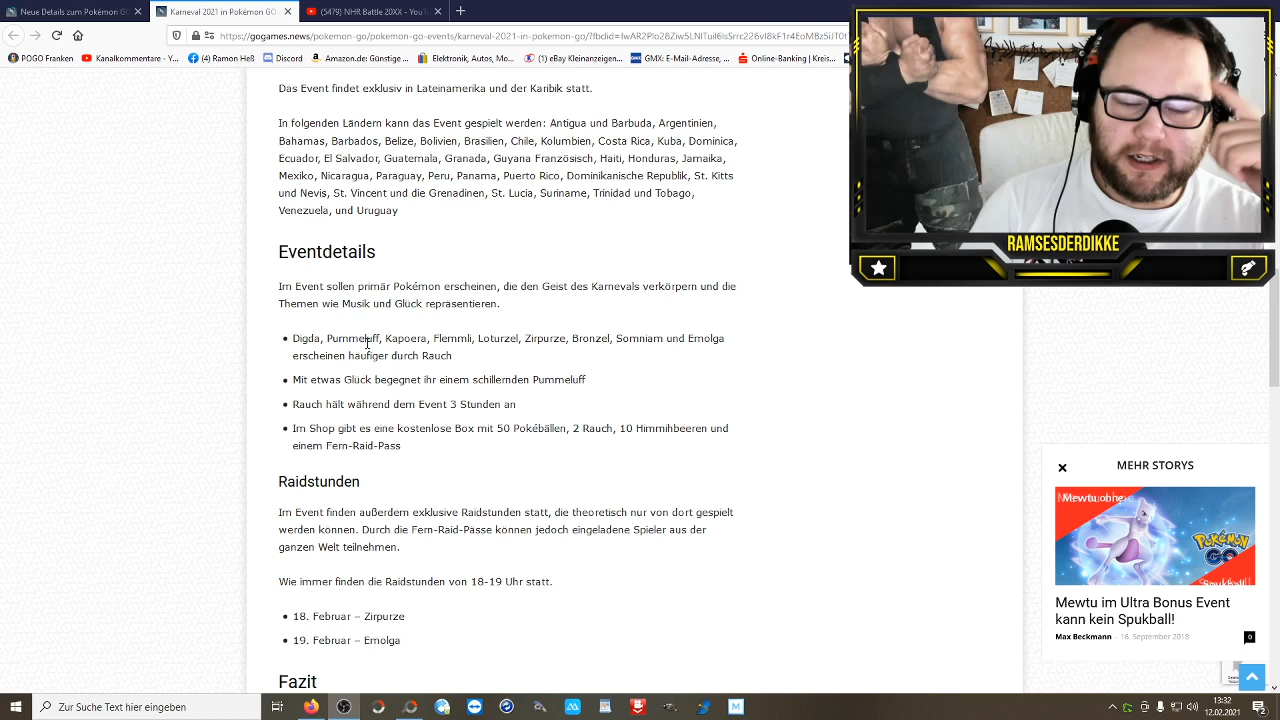 Neue Details zum Pokémon G
Karneval 2021 in Pokémon GO
(579) NHR Battle 20XX – YouTu
https://gogames.news/pokemon-go/pokemon-go-events/karneval-2021-in-pokemon-go/
POGO Franken
Kanalkommentare - Y...
(4) Ramon Heß
Discord
Amazon.de: Günstige...
Elektronik, Autos, Mo...
(1) eBay Kleinanzeigen...
GMX: E-Mail-Adresse, ...
Online-Banking | Kreis...
Das Event findet exklusiv in Lateinamerika und der Karibik statt.
In folgenden Ländern kann das Event gespielt werden: Antigua und Barbuda, Argentinien,
Bahamas, Barbados, Belize, Bolivien, Brasilien, Chile, Kolumbien, Costa Rica, Kuba, Dominica,
Ecuador, El Salvador, Guatemala, Granada, Guyana Französisch, Haiti, Honduras, Jamaika,
Mexiko, Nicaragua, Paraguay, Peru, Panama, Puerto Rico, Dominikanische Republik, St. Kitts
und Nevis, St. Vincent und die Grenadinen, St. Lucia, Suriname, Trinidad und Tobago,
Venezuela, und Uruguay
RAMSESDERDIKKE
Eventdetails
Im Event sollen primär Pokémon erscheinen, die den Geist des Karnevals verkörpern und die
Themen wie Musik und Glück repräsentieren.
Digda, Pummeluff, Kapoera, Flemmli, Loturzel, Zirpurze, Bronzel, Somniam und Emolga
erscheinen häufiger durch Rauch
Mit etwas Glück begegnet ihr einem schillernden Pummeluff
Rauch hält während dem Event 3 Stunden an
Im Shop gibt es eine kostenlose Box mit 50 Pokébällen, 2 Rauch, 10 Himmihbeeren und
einem Fern-Raid-Pass
Raidstunden
Im Event finden außerdem exklusive Raidstunden statt, die theoretisch nur von dort gespielt
werden können. Durch die Fern-Raid-Pässe können jedoch eingeladene Spieler aus der
ganzen Welt teilnehmen.
Wie immer finden die Raidstunden von 18-19 Uhr statt.
18. Februar – Zirpurze
19. Februar – Emolga
Fazit
MEHR STORYS
Mewtu ohne
POKéMON GO
Spukball
Mewtu im Ultra Bonus Event
kann kein Spukball!
Max Beckmann - 16. September 2018
0
Zur Suche Text hier eingeben
13:32
12.02.2021
2